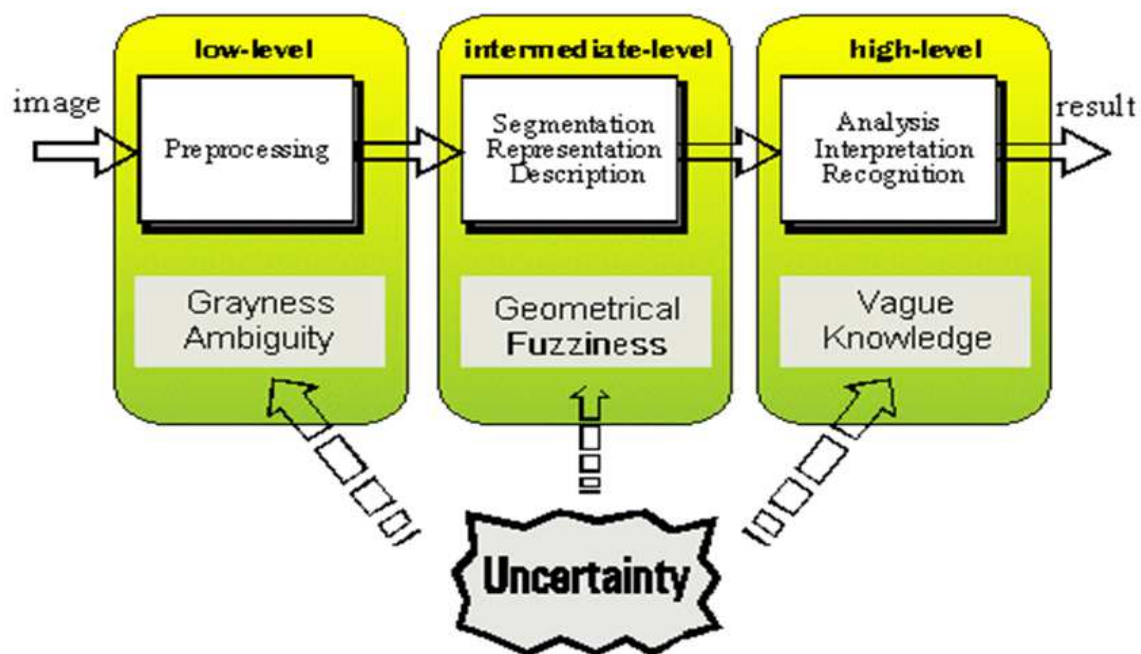 low-level
intermediate-level
high-level
image
Preprocessing
Segmentation
Representation
Description
Analysis
Interpretation
Recognition
result
Grayness
Ambiguity
Geometrical
Fuzziness
Vague
Knowledge
Uncertainty